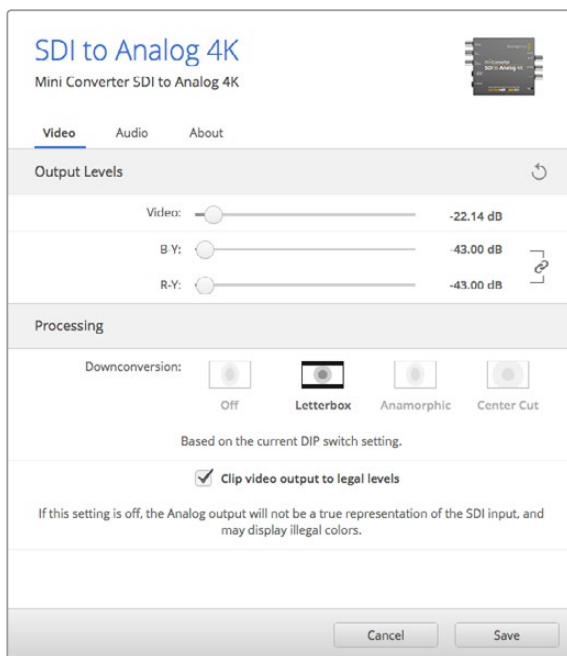 SDI to Analog 4K
Mini Converter SDI to Analog 4K
Video Audio About
Output Levels
Video: -22.14 dB
B-Y: -43.00 dB
R-Y: -43.00 dB
Processing
Downconversion:
Off Letterbox Anamorphic Center Cut
Based on the current DIP switch setting.
Clip video output to legal levels
If this setting is off, the Analog output will not be a true representation of the SDI input, and
may display illegal colors.
Cancel Save